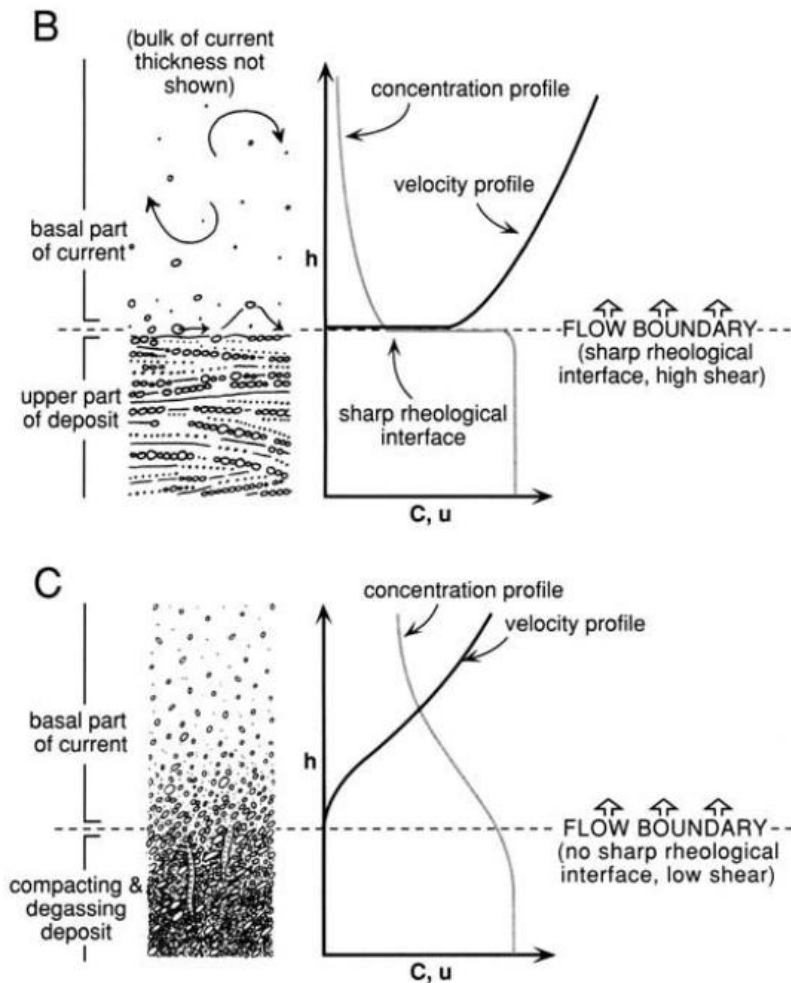 B
(bulk of current
thickness not
shown)
concentration profile
velocity profile
basal part
of current
h
FLOW BOUNDARY
(sharp rheological
interface, high shear)
upper part
of deposit
sharp rheological
interface
C, u
C
concentration profile
velocity profile
basal part
of current
h
FLOW BOUNDARY
(no sharp rheological
interface, low shear)
compacting &
degassing
deposit
C, u